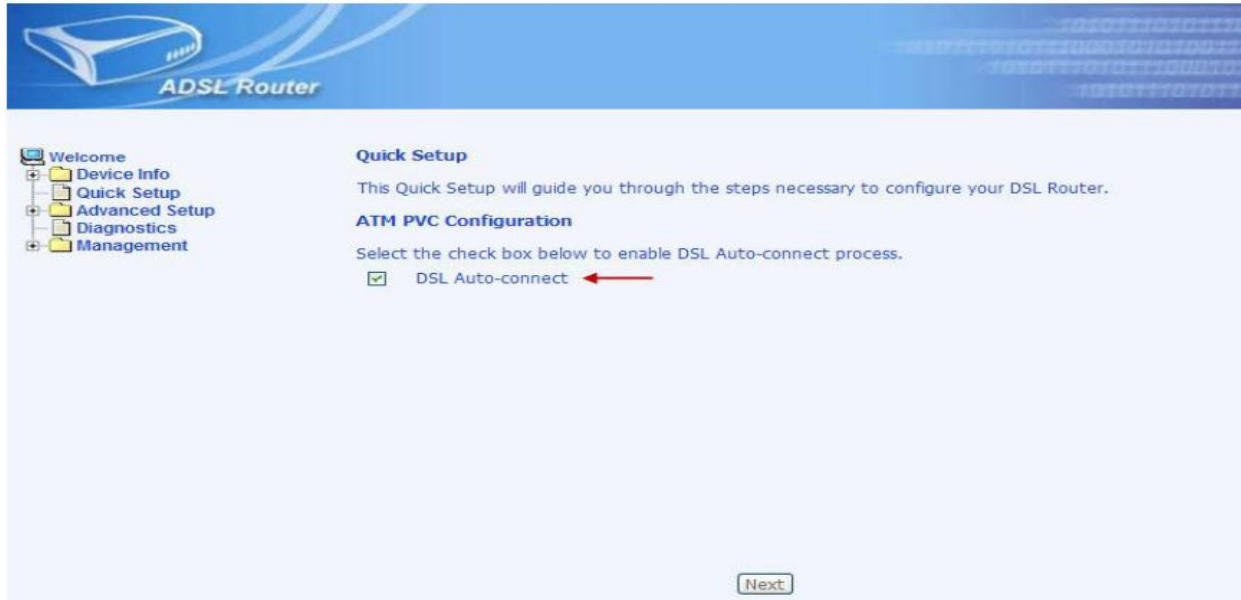 ADSL Router
Welcome
Device Info
Quick Setup
Advanced Setup
Diagnostics
Management
Quick Setup
This Quick Setup will guide you through the steps necessary to configure your DSL Router.
ATM PVC Configuration
Select the check box below to enable DSL Auto-connect process.
DSL Auto-connect
Next